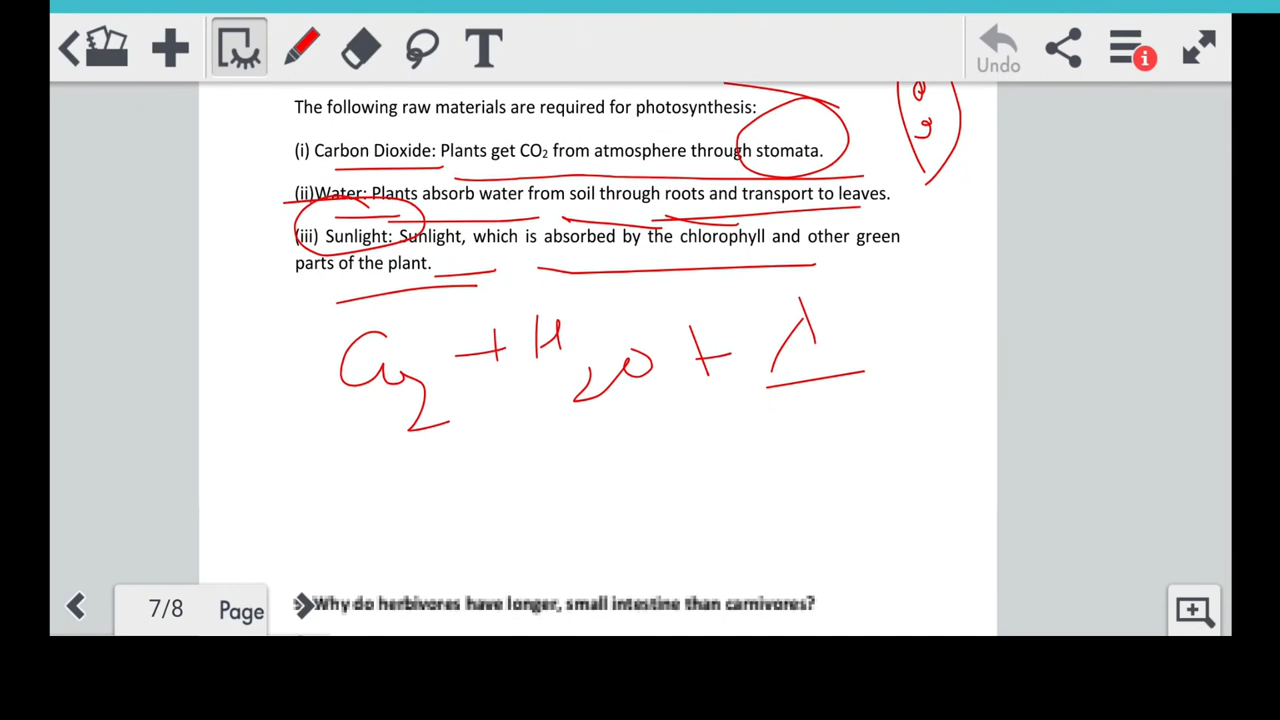 T
Undo
i
The following raw materials are required for photosynthesis:
(i) Carbon Dioxide: Plants get CO₂ from atmosphere through stomata.
(ii)Water: Plants absorb water from soil through roots and transport to leaves.
(iii) Sunlight: Sunlight, which is absorbed by the chlorophyll and other green
parts of the plant.
CO₂ + H₂O + λ
Why do herbivores have longer, small intestine than carnivores?
7/8 Page